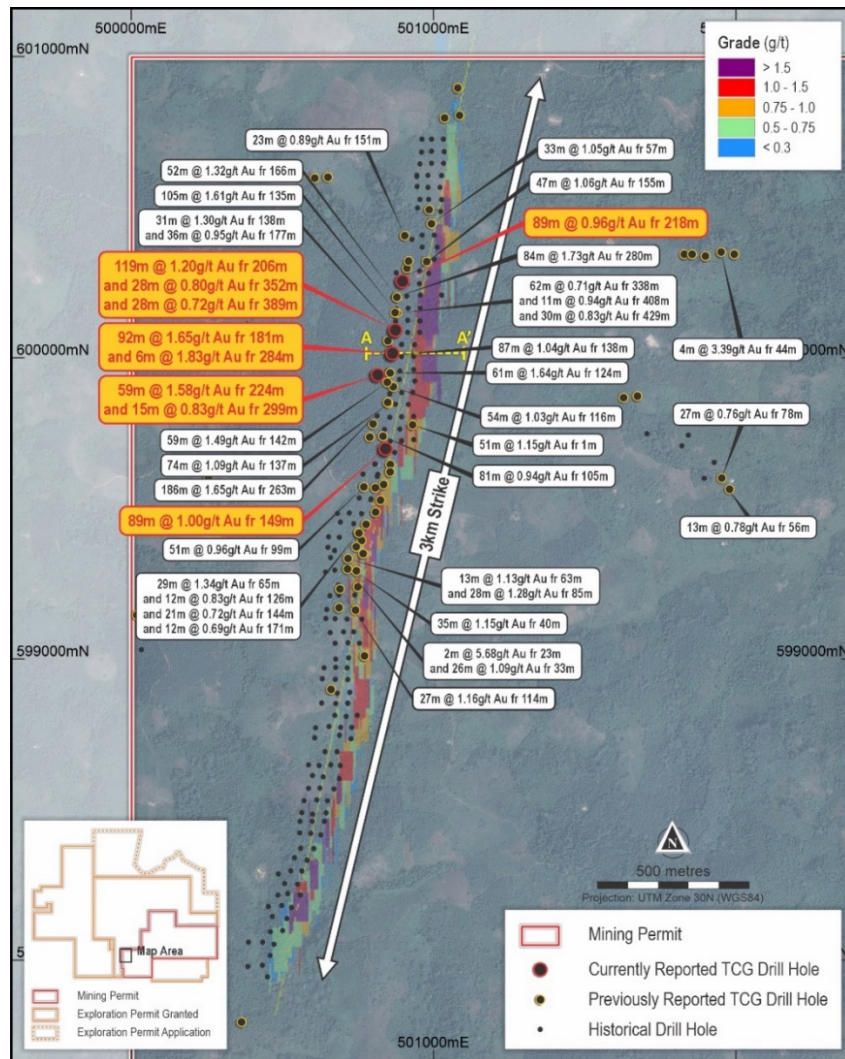 500000mE
501000mE
601000mN
Grade (g/t)
> 1.5
1.0 - 1.5
0.75 - 1.0
0.5 - 0.75
< 0.3
23m @ 0.89g/t Au fr 151m
52m @ 1.32g/t Au fr 166m
105m @ 1.61g/t Au fr 135m
31m @ 1.30g/t Au fr 138m
and 36m @ 0.95g/t Au fr 177m
119m @ 1.20g/t Au fr 206m
and 28m @ 0.80g/t Au fr 352m
and 28m @ 0.72g/t Au fr 389m
92m @ 1.65g/t Au fr 181m
and 6m @ 1.83g/t Au fr 284m
59m @ 1.58g/t Au fr 224m
and 15m @ 0.83g/t Au fr 299m
59m @ 1.49g/t Au fr 142m
74m @ 1.09g/t Au fr 137m
186m @ 1.65g/t Au fr 263m
89m @ 1.00g/t Au fr 149m
51m @ 0.96g/t Au fr 99m
29m @ 1.34g/t Au fr 65m
and 12m @ 0.83g/t Au fr 126m
and 21m @ 0.72g/t Au fr 144m
and 12m @ 0.69g/t Au fr 171m
33m @ 1.05g/t Au fr 57m
47m @ 1.06g/t Au fr 155m
89m @ 0.96g/t Au fr 218m
84m @ 1.73g/t Au fr 280m
62m @ 0.71g/t Au fr 338m
and 11m @ 0.94g/t Au fr 408m
and 30m @ 0.83g/t Au fr 429m
A
A'
87m @ 1.04g/t Au fr 138m
61m @ 1.64g/t Au fr 124m
54m @ 1.03g/t Au fr 116m
51m @ 1.15g/t Au fr 1m
81m @ 0.94g/t Au fr 105m
4m @ 3.39g/t Au fr 44m
600000mN
27m @ 0.76g/t Au fr 78m
13m @ 0.78g/t Au fr 56m
3km Strike
13m @ 1.13g/t Au fr 63m
and 28m @ 1.28g/t Au fr 85m
35m @ 1.15g/t Au fr 40m
2m @ 5.68g/t Au fr 23m
and 26m @ 1.09g/t Au fr 33m
27m @ 1.16g/t Au fr 114m
599000mN
599000mN
N
500 metres
Projection: UTM Zone 30N (WGS84)
Map Area
Mining Permit
Exploration Permit Granted
Exploration Permit Application
Mining Permit
Currently Reported TCG Drill Hole
Previously Reported TCG Drill Hole
Historical Drill Hole
501000mE